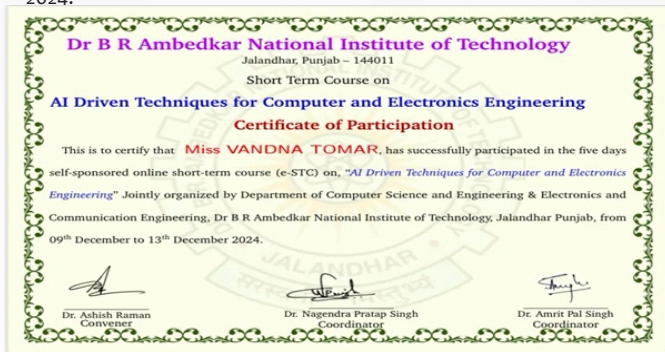 2024.
Dr B R Ambedkar National Institute of Technology
Jalandhar, Punjab – 144011
Short Term Course on
AI Driven Techniques for Computer and Electronics Engineering
Certificate of Participation
This is to certify that Miss VANDNA TOMAR, has successfully participated in the five days
self-sponsored online short-term course (e-STC) on, "AI Driven Techniques for Computer and Electronics
Engineering" Jointly organized by Department of Computer Science and Engineering & Electronics and
Communication Engineering, Dr B R Ambedkar National Institute of Technology, Jalandhar Punjab, from
09th December to 13th December 2024.
JALANDHAR
Dr. Ashish Raman
Convener
Dr. Nagendra Pratap Singh
Coordinator
Dr. Amrit Pal Singh
Coordinator